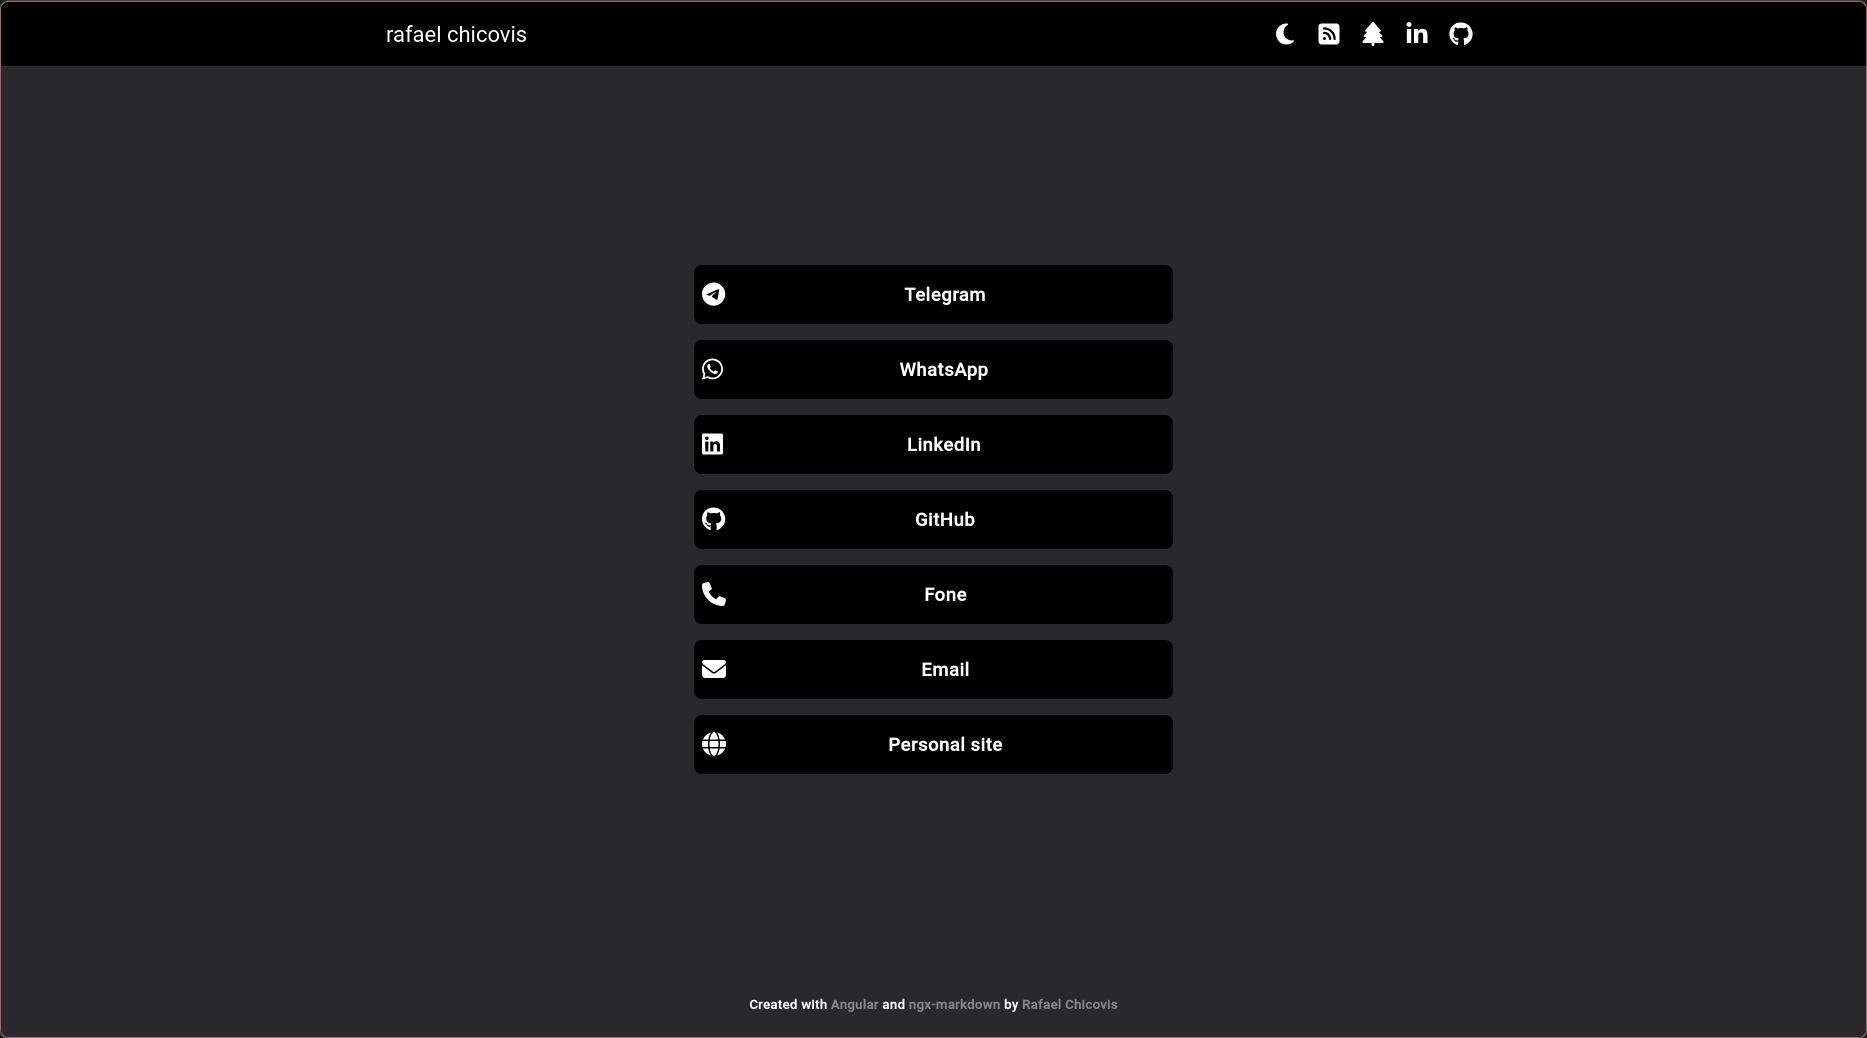 rafael chicovis
Telegram
WhatsApp
LinkedIn
GitHub
Fone
Email
Personal site
Created with Angular and ngx-markdown by Rafael Chicovis